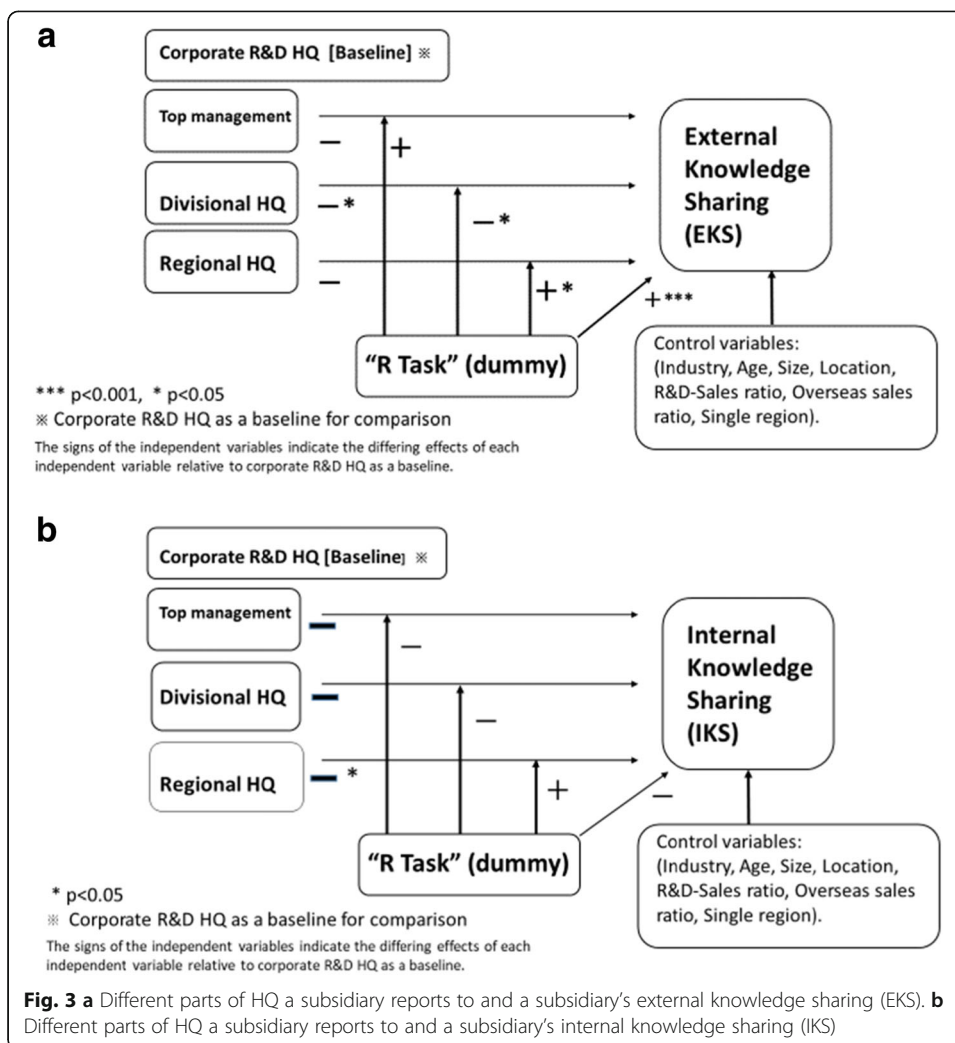 a
Corporate R&D HQ [Baseline] ※
Top management
Divisional HQ
Regional HQ
−
+
−*
−*
−
+*
+***
External
Knowledge
Sharing
(EKS)
"R Task" (dummy)
Control variables:
(Industry, Age, Size, Location,
R&D-Sales ratio, Overseas sales
ratio, Single region).
*** p<0.001, * p<0.05
※ Corporate R&D HQ as a baseline for comparison
The signs of the independent variables indicate the differing effects of each
independent variable relative to corporate R&D HQ as a baseline.
b
Corporate R&D HQ [Baseline] ※
Top management
Divisional HQ
Regional HQ
−
−
−
−
− *
+
−
Internal
Knowledge
Sharing
(IKS)
"R Task" (dummy)
Control variables:
(Industry, Age, Size, Location,
R&D-Sales ratio, Overseas sales
ratio, Single region).
* p<0.05
※ Corporate R&D HQ as a baseline for comparison
The signs of the independent variables indicate the differing effects of each
independent variable relative to corporate R&D HQ as a baseline.
Fig. 3 a Different parts of HQ a subsidiary reports to and a subsidiary's external knowledge sharing (EKS). b
Different parts of HQ a subsidiary reports to and a subsidiary's internal knowledge sharing (IKS)